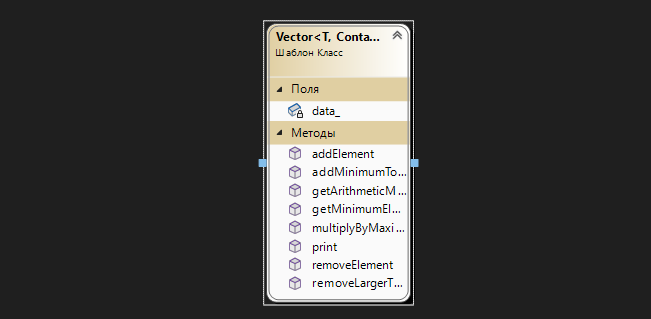 Vector<T, Conta...
Шаблон Класс
Поля
data_
Методы
addElement
addMinimumTo...
getArithmeticM...
getMinimumEl...
multiplyByMaxi...
print
removeElement
removeLargerT...